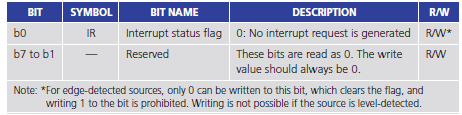 BIT SYMBOL BIT NAME DESCRIPTION R/W
b0 IR Interrupt status flag 0: No interrupt request is generated R/W*
b7 to b1 — Reserved These bits are read as 0. The write R/W
value should always be 0.
Note: *For edge-detected sources, only 0 can be written to this bit, which clears the flag, and
writing 1 to the bit is prohibited. Writing is not possible if the source is level-detected.